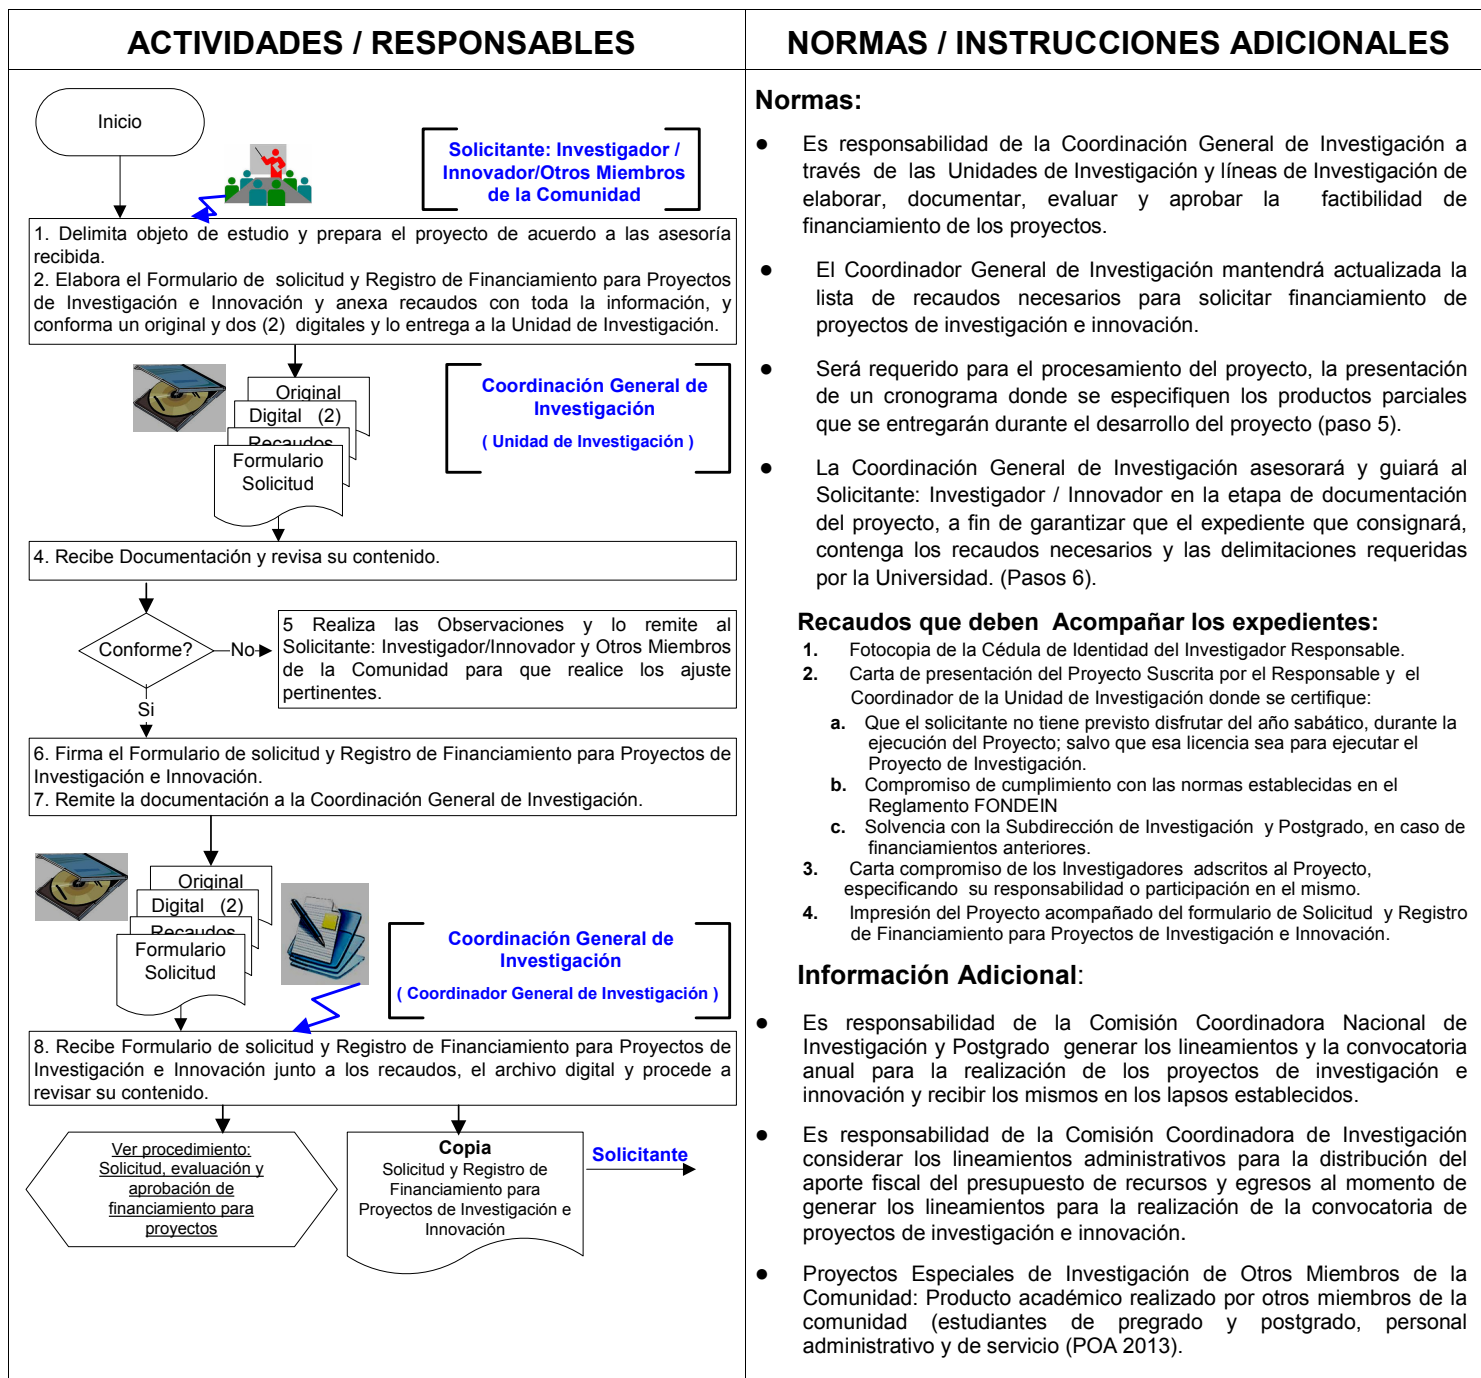 ACTIVIDADES / RESPONSABLES
Inicio
Solicitante: Investigador /
Innovador/Otros Miembros
de la Comunidad
1. Delimita objeto de estudio y prepara el proyecto de acuerdo a las asesoría
recibida.
2. Elabora el Formulario de solicitud y Registro de Financiamiento para Proyectos
de Investigación e Innovación y anexa recaudos con toda la información, y
conforma un original y dos (2) digitales y lo entrega a la Unidad de Investigación.
Original
Digital (2)
Recaudos
Formulario
Solicitud
Coordinación General de
Investigación
( Unidad de Investigación )
4. Recibe Documentación y revisa su contenido.
Conforme?
No
5 Realiza las Observaciones y lo remite al
Solicitante: Investigador/Innovador y Otros Miembros
de la Comunidad para que realice los ajuste
pertinentes.
Si
6. Firma el Formulario de solicitud y Registro de Financiamiento para Proyectos de
Investigación e Innovación.
7. Remite la documentación a la Coordinación General de Investigación.
Original
Digital (2)
Recaudos
Formulario
Solicitud
Coordinación General de
Investigación
( Coordinador General de Investigación )
8. Recibe Formulario de solicitud y Registro de Financiamiento para Proyectos de
Investigación e Innovación junto a los recaudos, el archivo digital y procede a
revisar su contenido.
Ver procedimiento:
Solicitud, evaluación y
aprobación de
financiamiento para
proyectos
Copia
Solicitud y Registro de
Financiamiento para
Proyectos de Investigación e
Innovación
Solicitante
NORMAS / INSTRUCCIONES ADICIONALES
Normas:
● Es responsabilidad de la Coordinación General de Investigación a
través de las Unidades de Investigación y líneas de Investigación de
elaborar, documentar, evaluar y aprobar la factibilidad de
financiamiento de los proyectos.
● El Coordinador General de Investigación mantendrá actualizada la
lista de recaudos necesarios para solicitar financiamiento de
proyectos de investigación e innovación.
● Será requerido para el procesamiento del proyecto, la presentación
de un cronograma donde se especifiquen los productos parciales
que se entregarán durante el desarrollo del proyecto (paso 5).
● La Coordinación General de Investigación asesorará y guiará al
Solicitante: Investigador / Innovador en la etapa de documentación
del proyecto, a fin de garantizar que el expediente que consignará,
contenga los recaudos necesarios y las delimitaciones requeridas
por la Universidad. (Pasos 6).
Recaudos que deben Acompañar los expedientes:
1. Fotocopia de la Cédula de Identidad del Investigador Responsable.
2. Carta de presentación del Proyecto Suscrita por el Responsable y el
Coordinador de la Unidad de Investigación donde se certifique:
a. Que el solicitante no tiene previsto disfrutar del año sabático, durante la
ejecución del Proyecto; salvo que esa licencia sea para ejecutar el
Proyecto de Investigación.
b. Compromiso de cumplimiento con las normas establecidas en el
Reglamento FONDEIN
c. Solvencia con la Subdirección de Investigación y Postgrado, en caso de
financiamientos anteriores.
3. Carta compromiso de los Investigadores adscritos al Proyecto,
especificando su responsabilidad o participación en el mismo.
4. Impresión del Proyecto acompañado del formulario de Solicitud y Registro
de Financiamiento para Proyectos de Investigación e Innovación.
Información Adicional:
● Es responsabilidad de la Comisión Coordinadora Nacional de
Investigación y Postgrado generar los lineamientos y la convocatoria
anual para la realización de los proyectos de investigación e
innovación y recibir los mismos en los lapsos establecidos.
● Es responsabilidad de la Comisión Coordinadora de Investigación
considerar los lineamientos administrativos para la distribución del
aporte fiscal del presupuesto de recursos y egresos al momento de
generar los lineamientos para la realización de la convocatoria de
proyectos de investigación e innovación.
● Proyectos Especiales de Investigación de Otros Miembros de la
Comunidad: Producto académico realizado por otros miembros de la
comunidad (estudiantes de pregrado y postgrado, personal
administrativo y de servicio (POA 2013).